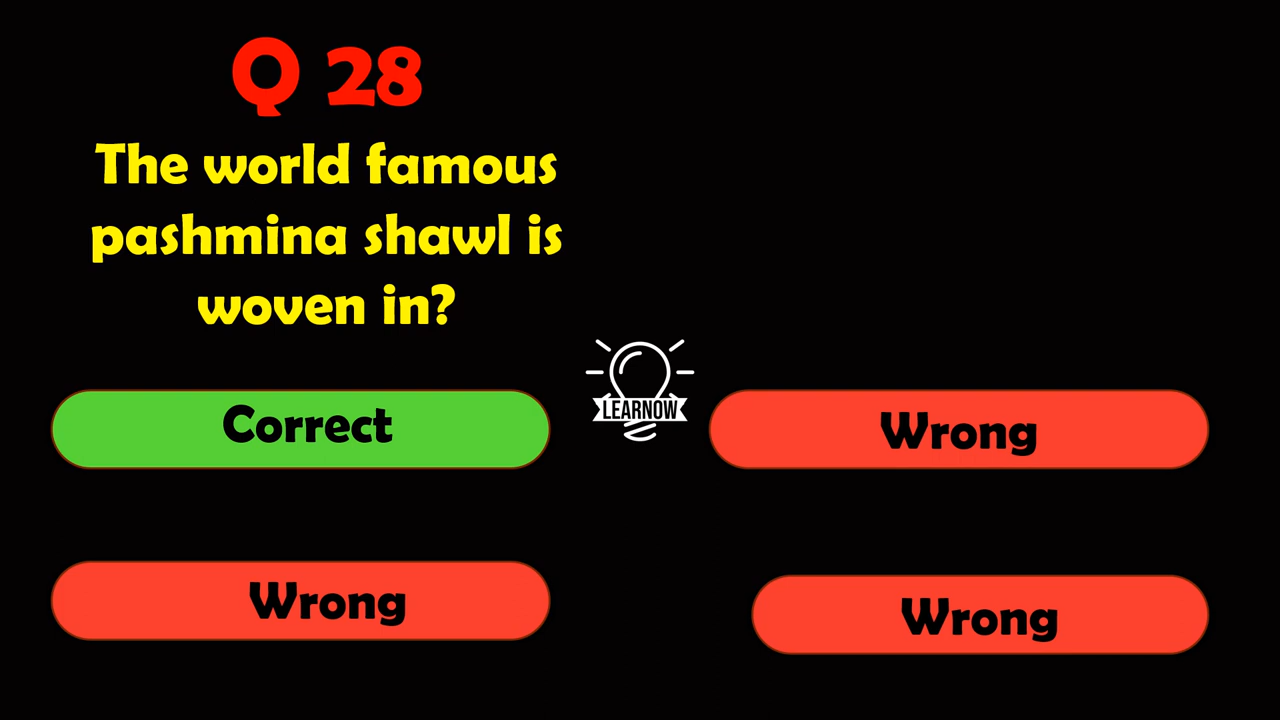 Q 28
The world famous
pashmina shawl is
woven in?
LEARNOW
Correct
Wrong
Wrong
Wrong